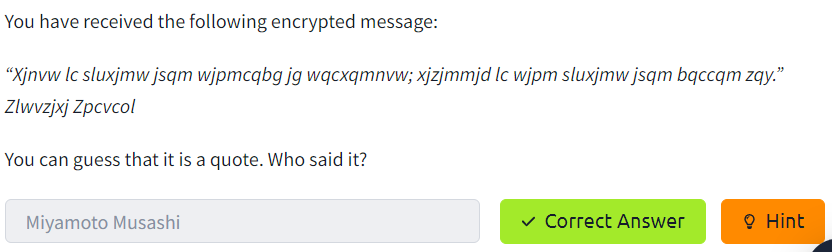 You have received the following encrypted message:
“Xjnvw lc sluxjmw jsqm wjpmcqbg jg wqcxqmnvw; xjzjmmjd lc wjpm sluxjmw jsqm bqccqm zqy.”
Zlwvzjxj Zpcvcol
You can guess that it is a quote. Who said it?
Miyamoto Musashi
Correct Answer
Hint